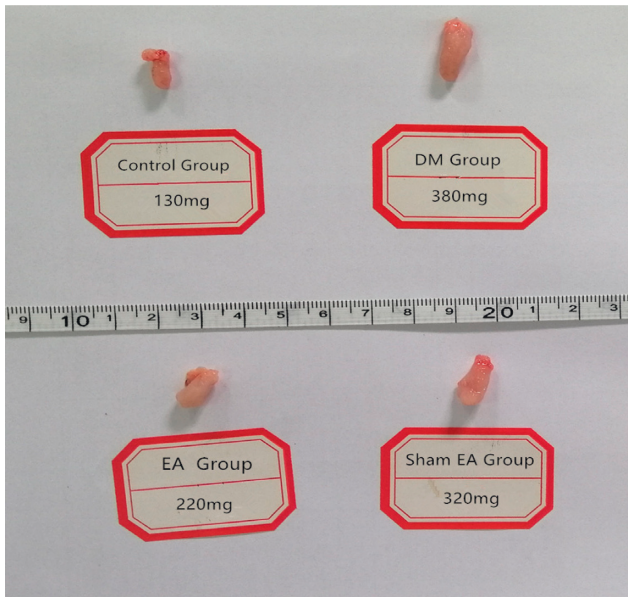 Control Group
130mg
DM Group
380mg
9 10 1 2 3 4 5 6 7 8 9 20 1 2 3
EA Group
220mg
Sham EA Group
320mg